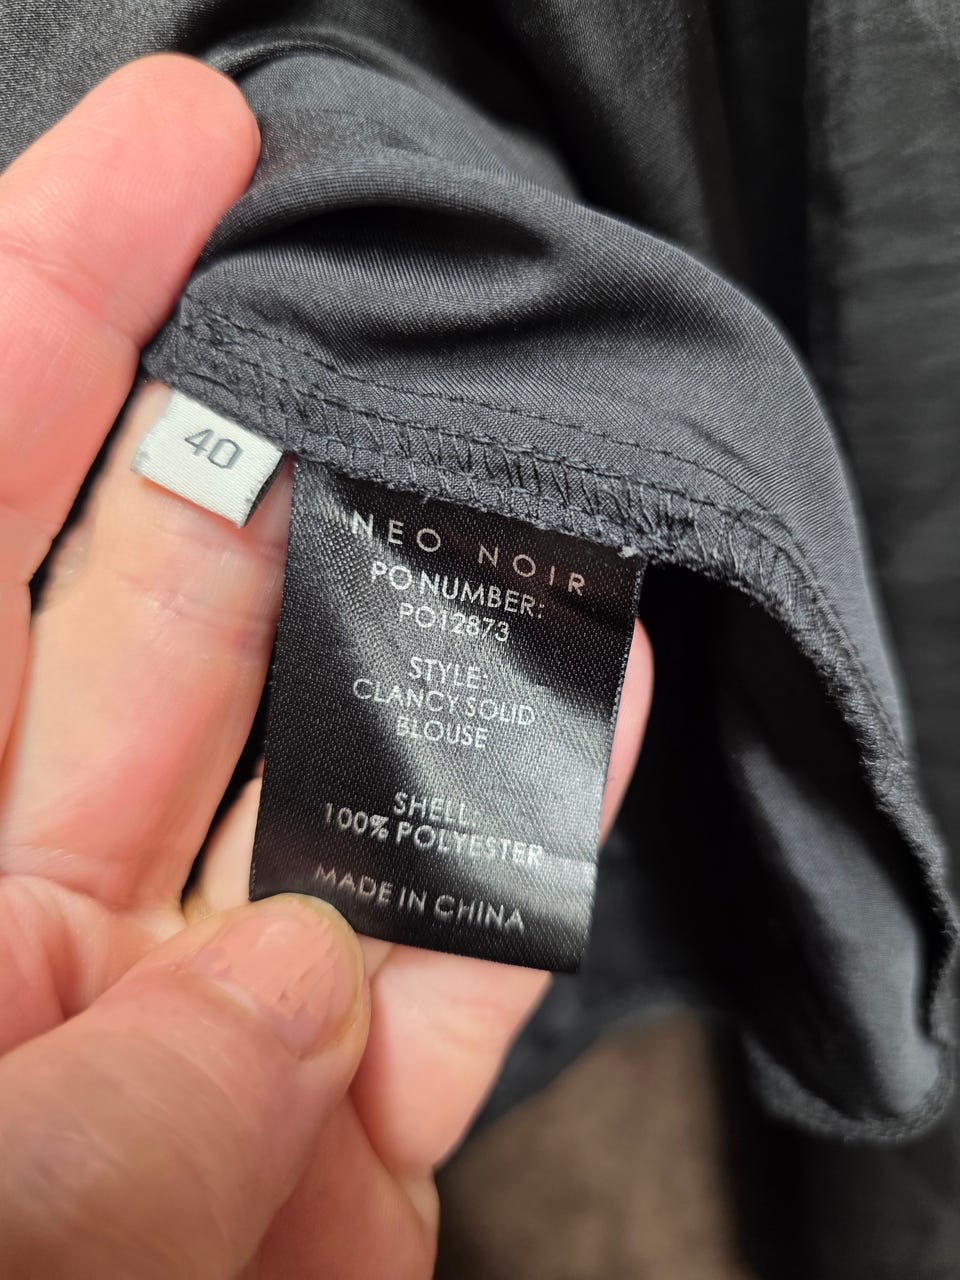 40
NEO NOIR
PO NUMBER:
PO12873
STYLE:
CLANCY SOLID
BLOUSE
SHELL:
100% POLYESTER
MADE IN CHINA